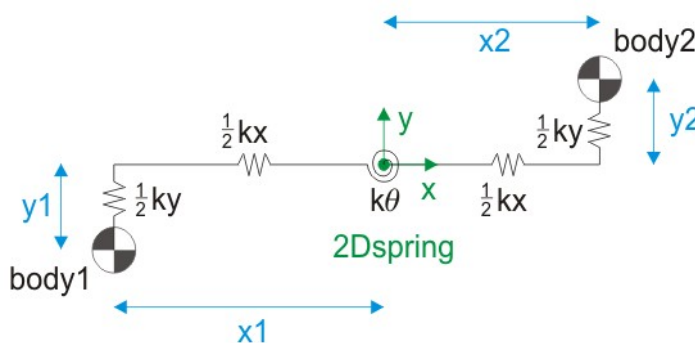 x2
body2
y
½kx
½ky
y2
y1
½ky
kθ
x
½kx
2Dspring
body1
x1